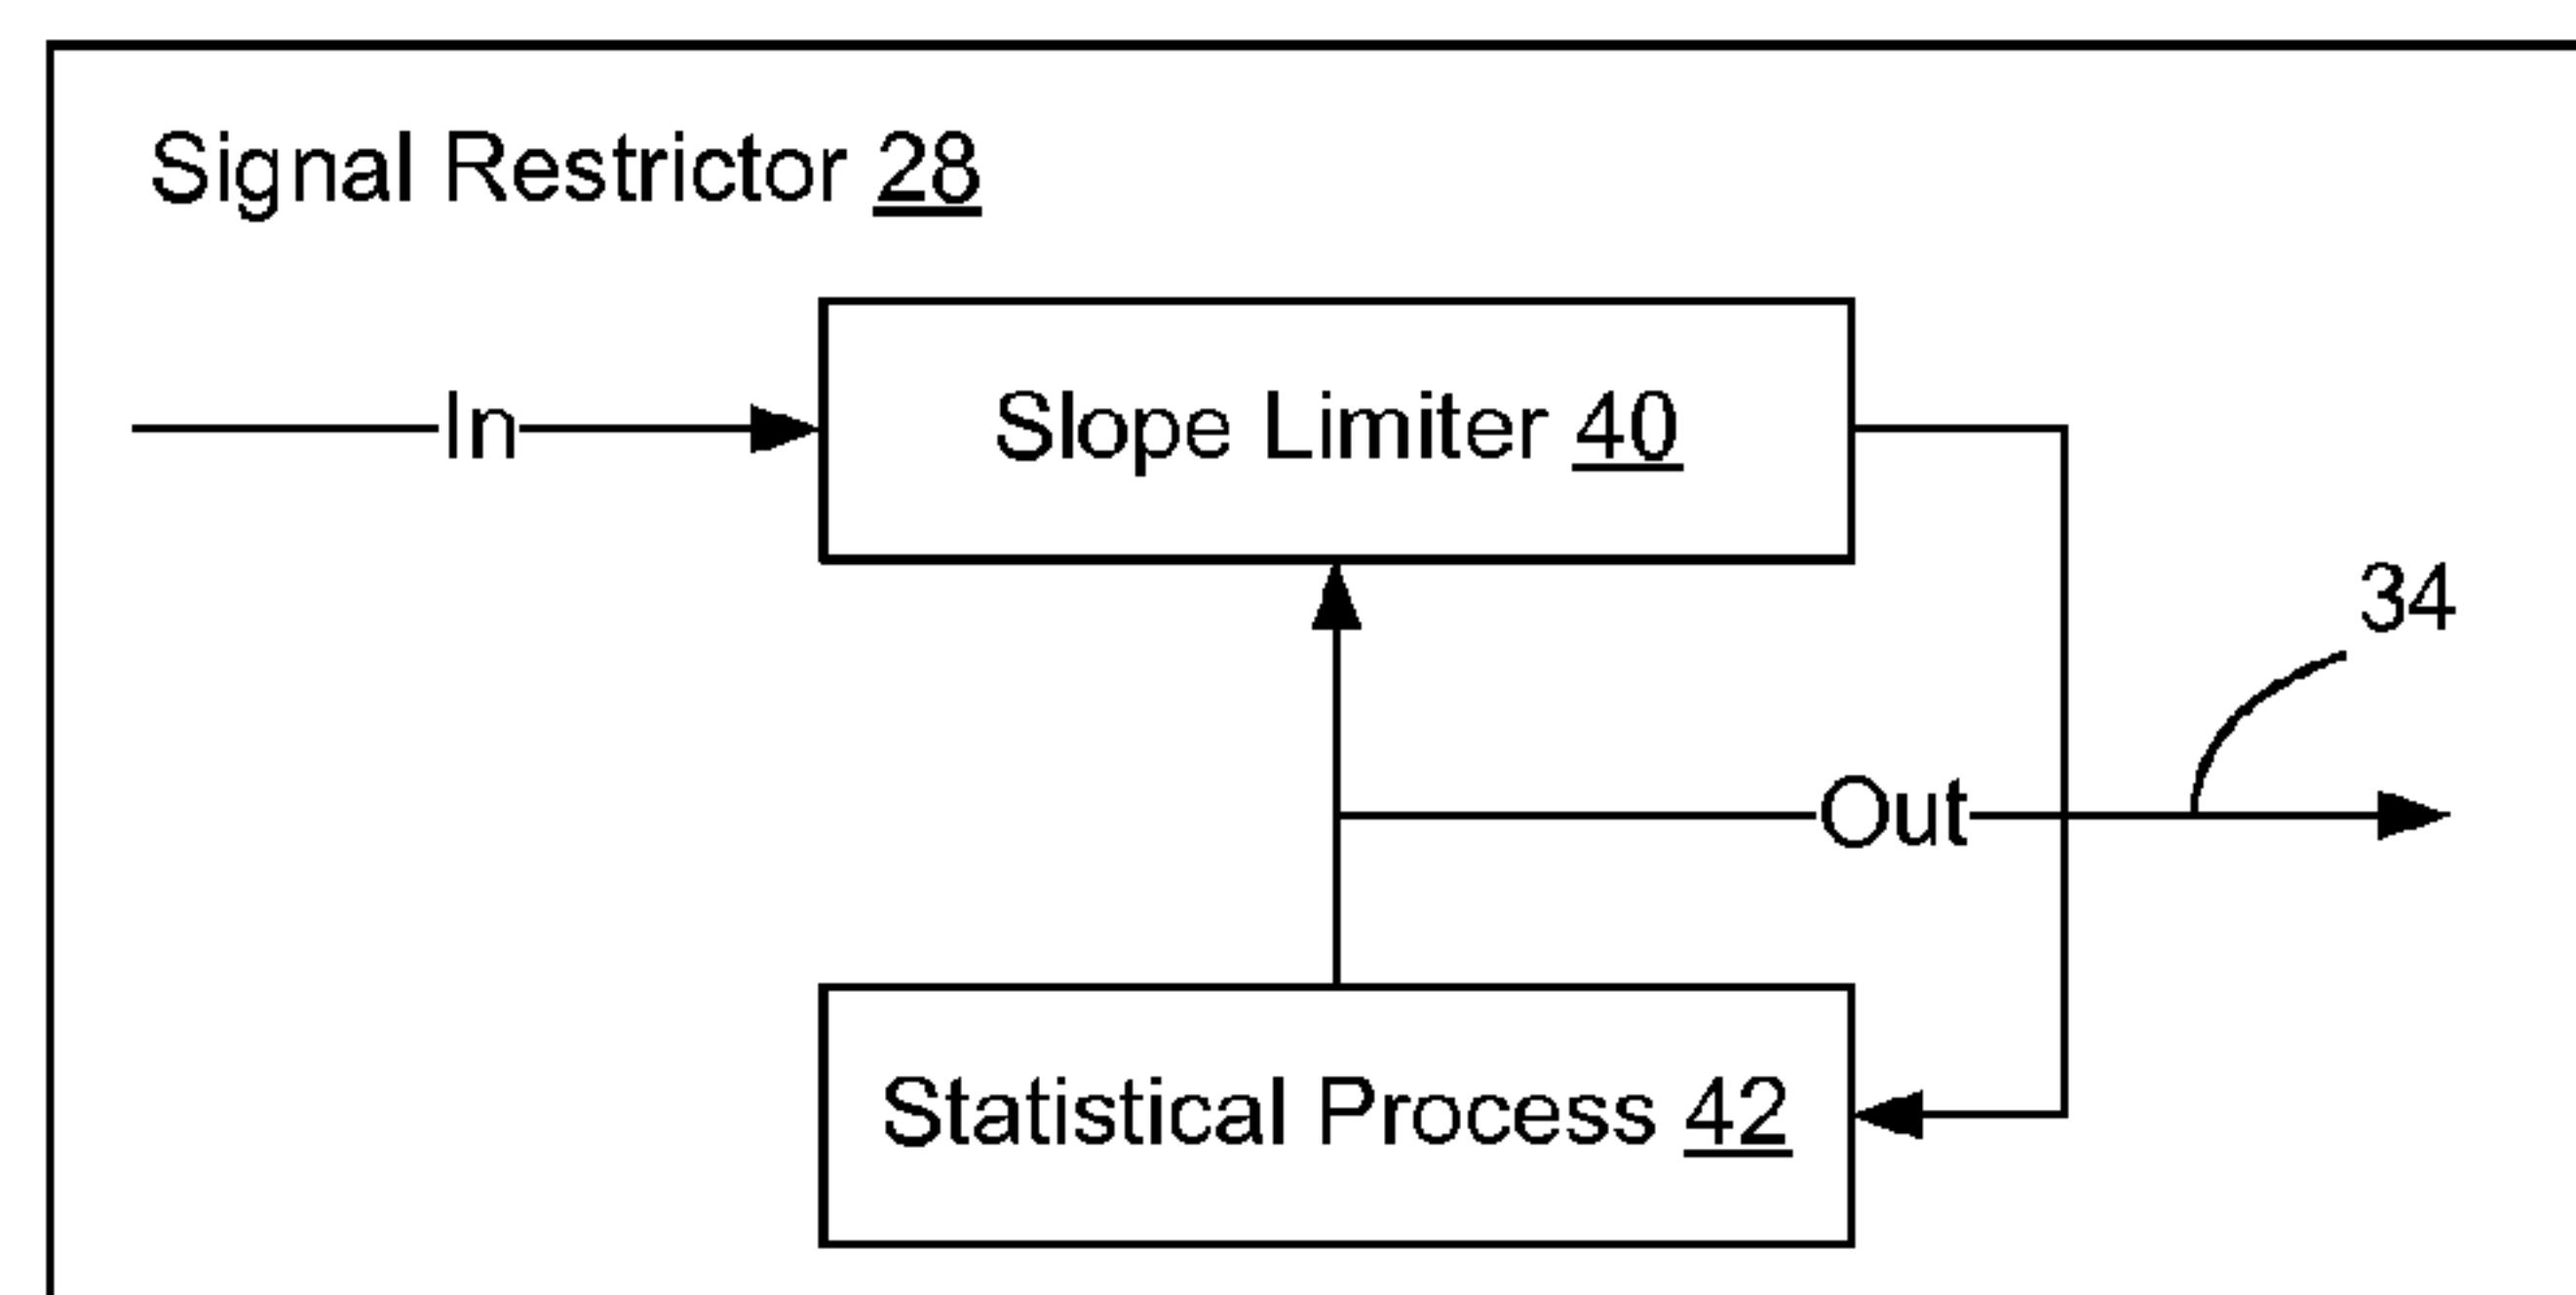 Signal Restrictor 28
In
Slope Limiter 40
34
Out
Statistical Process 42